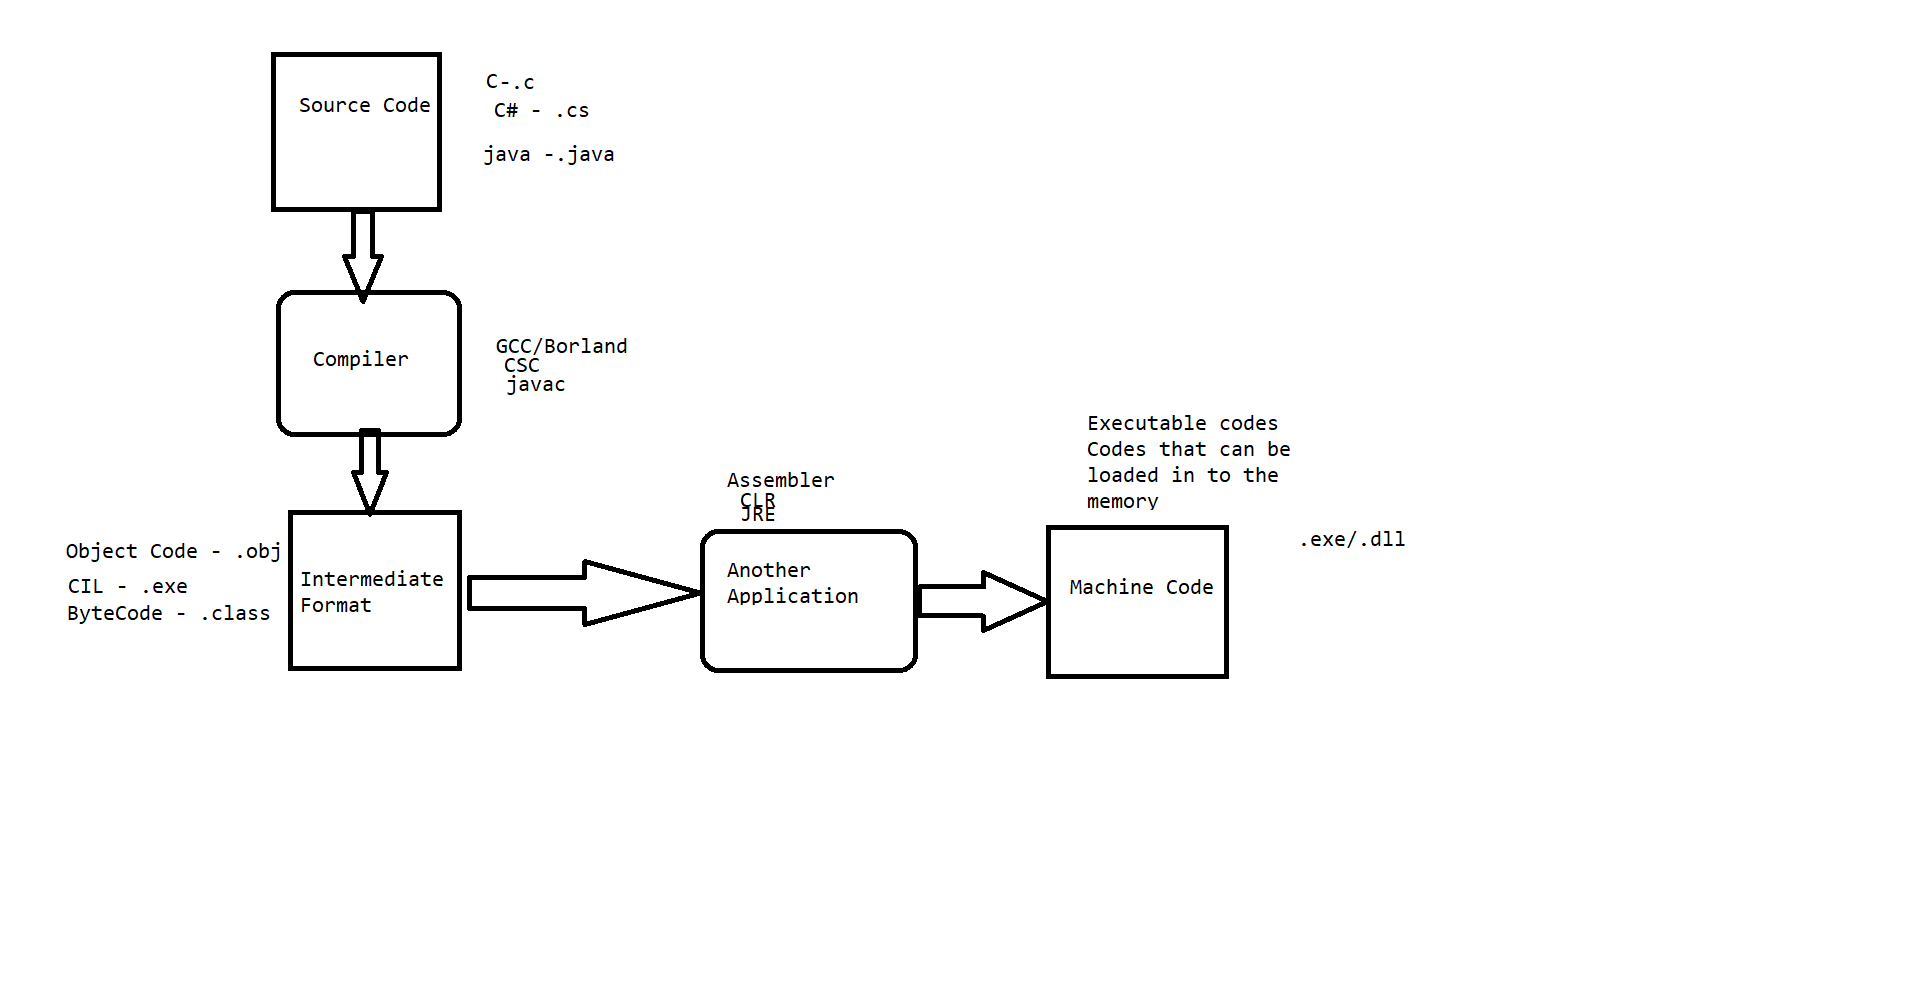 Source Code
C-.c
C# - .cs
java -.java
Compiler
GCC/Borland
CSC
javac
Object Code - .obj
CIL - .exe
ByteCode - .class
Intermediate
Format
Assembler
CLR
JRE
Another
Application
Executable codes
Codes that can be
loaded in to the
memory
Machine Code
.exe/.dll